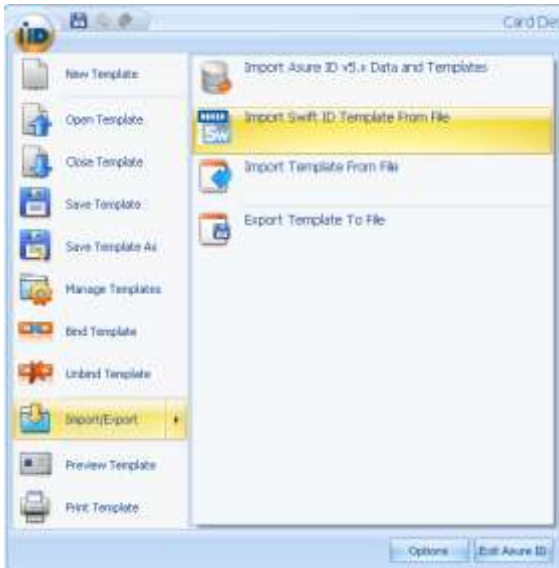 iD
Card De
New Template
Open Template
Close Template
Save Template
Save Template As
Manage Templates
Bind Template
Unbind Template
Import/Export
Preview Template
Print Template
Import Asure ID v5.x Data and Templates
Import Swift ID Template From File
Sw
Import Template From File
Export Template To File
Options
Exit Asure ID